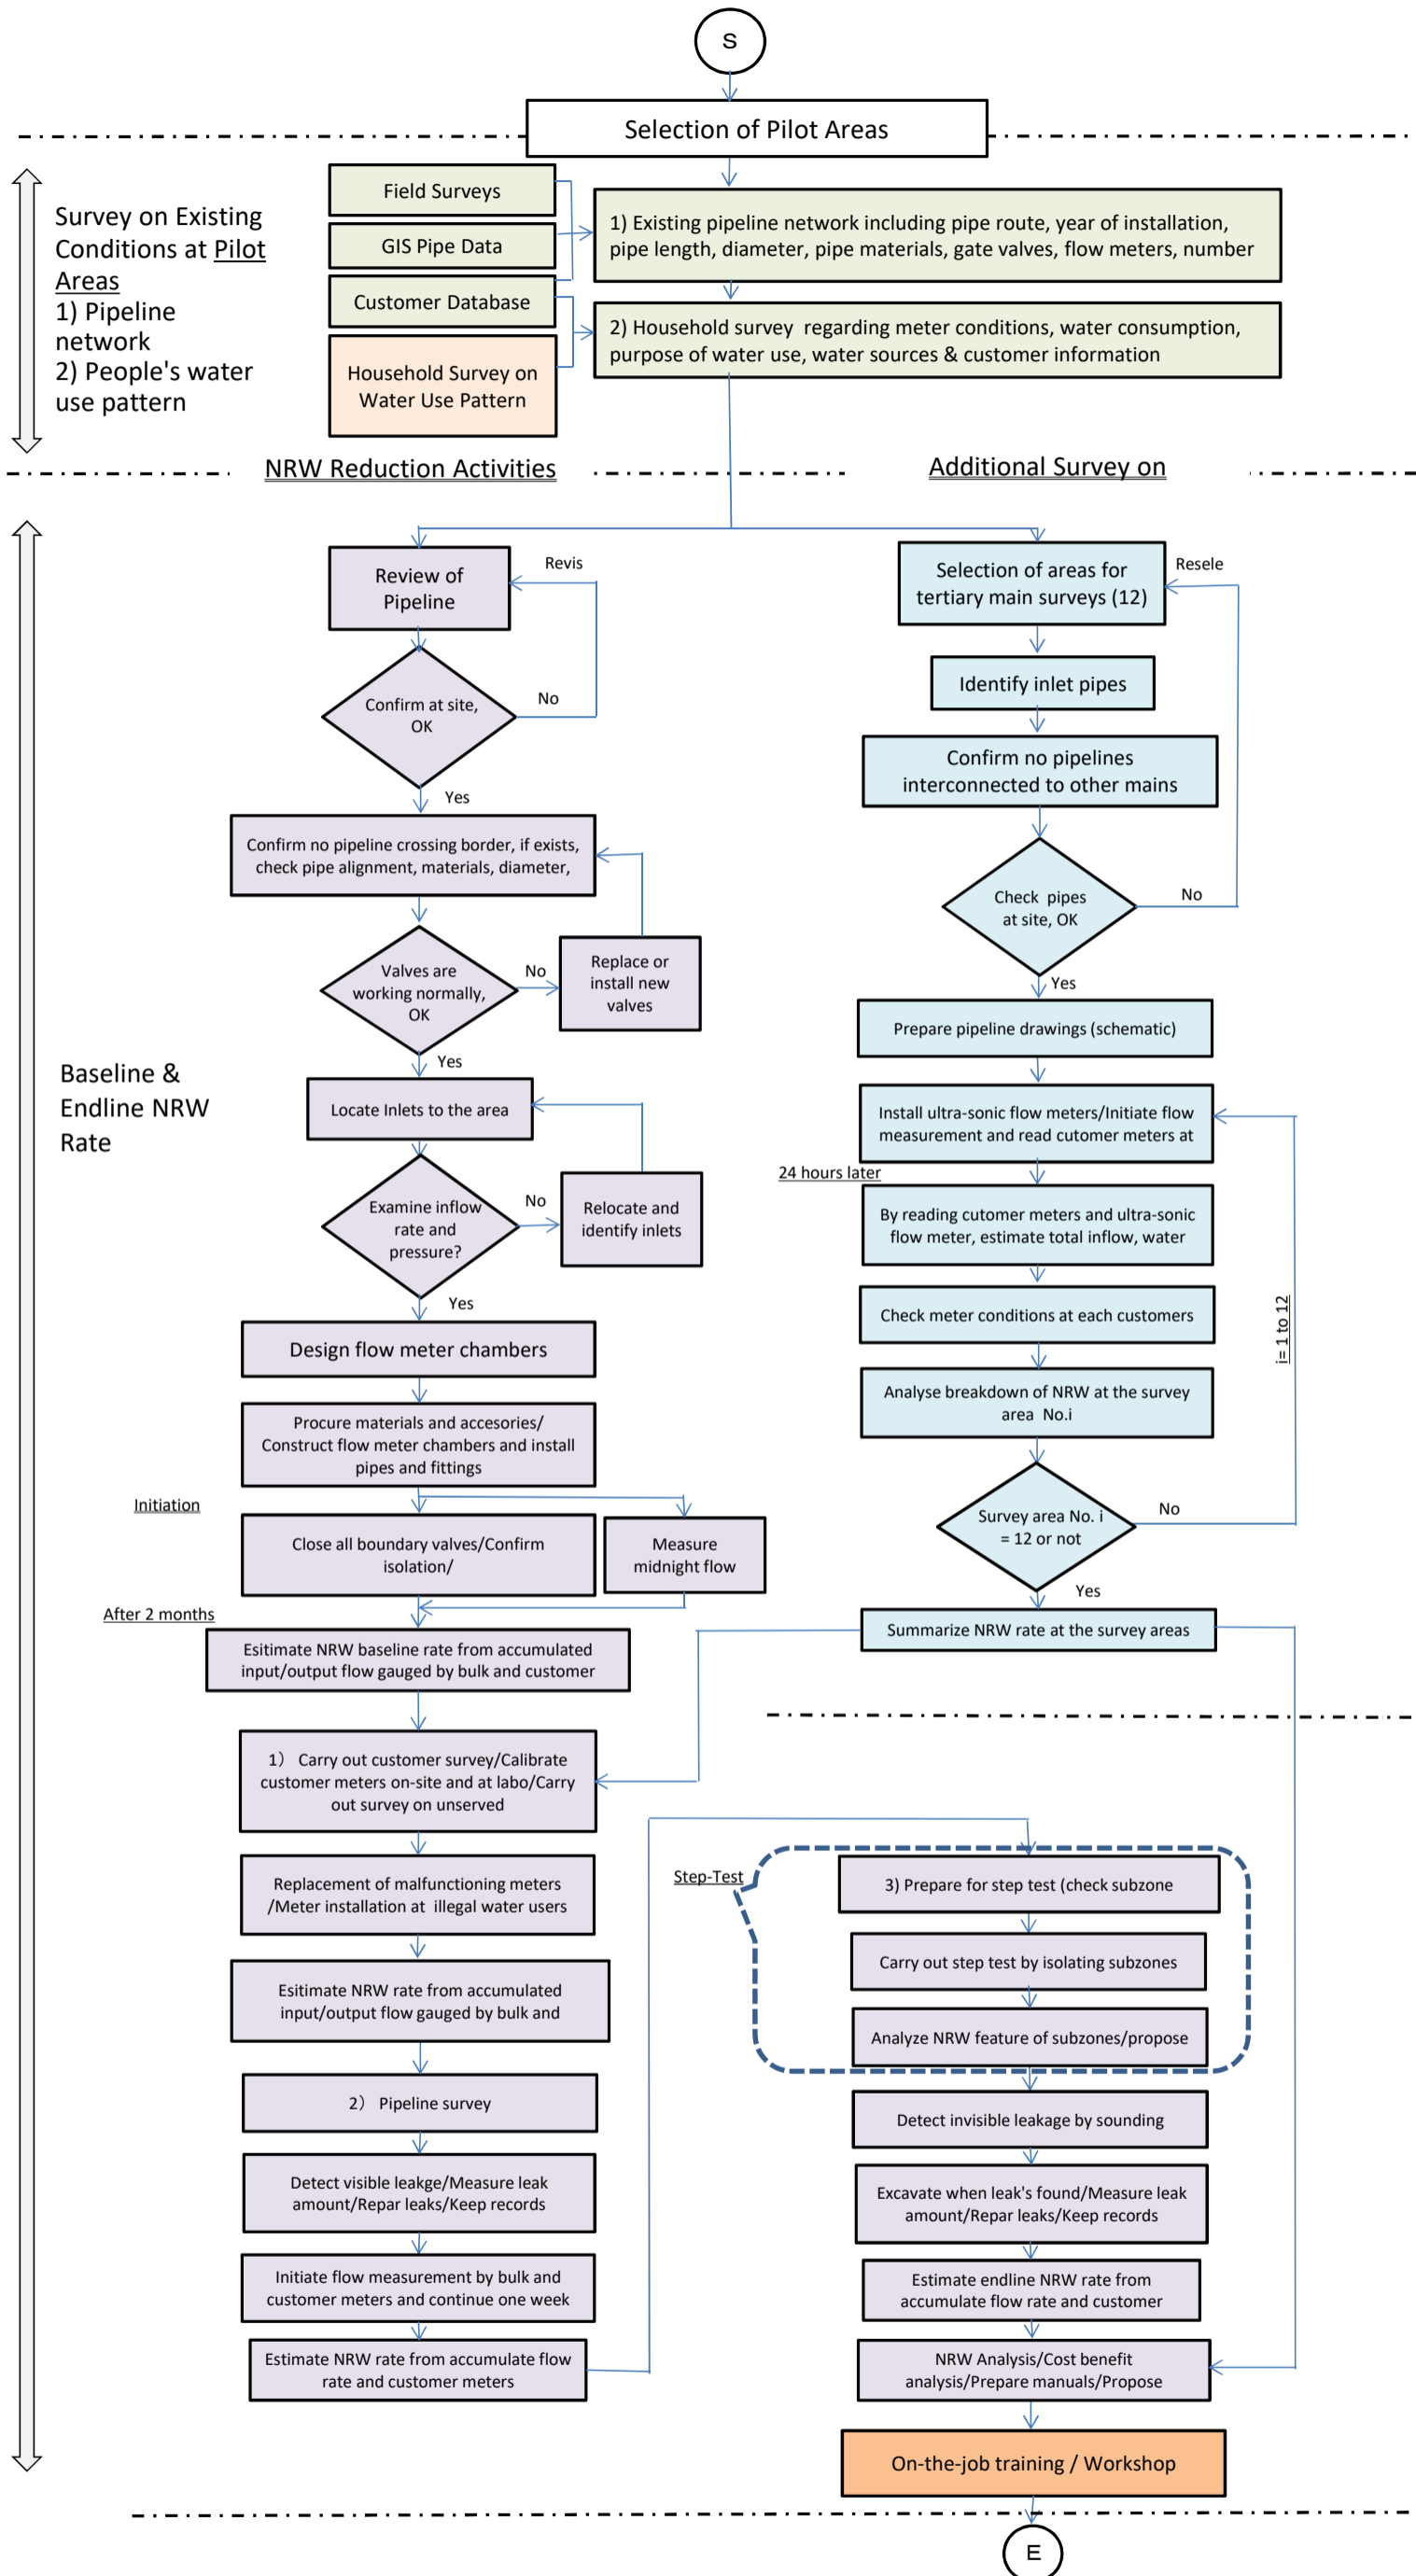 S
Selection of Pilot Areas
Survey on Existing
Conditions at Pilot
Areas
1) Pipeline
network
2) People's water
use pattern
Field Surveys
GIS Pipe Data
Customer Database
Household Survey on
Water Use Pattern
1) Existing pipeline network including pipe route, year of installation,
pipe length, diameter, pipe materials, gate valves, flow meters, number
2) Household survey regarding meter conditions, water consumption,
purpose of water use, water sources & customer information
NRW Reduction Activities
Additional Survey on
Baseline &
Endline NRW
Rate
Review of
Pipeline
Revis
Confirm at site,
OK
No
Yes
Confirm no pipeline crossing border, if exists,
check pipe alignment, materials, diameter,
Valves are
working normally,
OK
No
Replace or
install new
valves
Yes
Locate Inlets to the area
Examine inflow
rate and
pressure?
No
Relocate and
identify inlets
Yes
Design flow meter chambers
Procure materials and accesories/
Construct flow meter chambers and install
pipes and fittings
Initiation
Close all boundary valves/Confirm
isolation/
Measure
midnight flow
After 2 months
Esitimate NRW baseline rate from accumulated
input/output flow gauged by bulk and customer
1） Carry out customer survey/Calibrate
customer meters on-site and at labo/Carry
out survey on unserved
Replacement of malfunctioning meters
/Meter installation at illegal water users
Esitimate NRW rate from accumulated
input/output flow gauged by bulk and
2） Pipeline survey
Detect visible leakge/Measure leak
amount/Repar leaks/Keep records
Initiate flow measurement by bulk and
customer meters and continue one week
Estimate NRW rate from accumulate flow
rate and customer meters
Selection of areas for
tertiary main surveys (12)
Resele
Identify inlet pipes
Confirm no pipelines
interconnected to other mains
Check pipes
at site, OK
No
Yes
Prepare pipeline drawings (schematic)
Install ultra-sonic flow meters/Initiate flow
measurement and read cutomer meters at
24 hours later
By reading cutomer meters and ultra-sonic
flow meter, estimate total inflow, water
Check meter conditions at each customers
i= 1 to 12
Analyse breakdown of NRW at the survey
area No.i
Survey area No. i
= 12 or not
No
Yes
Summarize NRW rate at the survey areas
Step-Test
3) Prepare for step test (check subzone
Carry out step test by isolating subzones
Analyze NRW feature of subzones/propose
Detect invisible leakage by sounding
Excavate when leak's found/Measure leak
amount/Repar leaks/Keep records
Estimate endline NRW rate from
accumulate flow rate and customer
NRW Analysis/Cost benefit
analysis/Prepare manuals/Propose
On-the-job training / Workshop
E